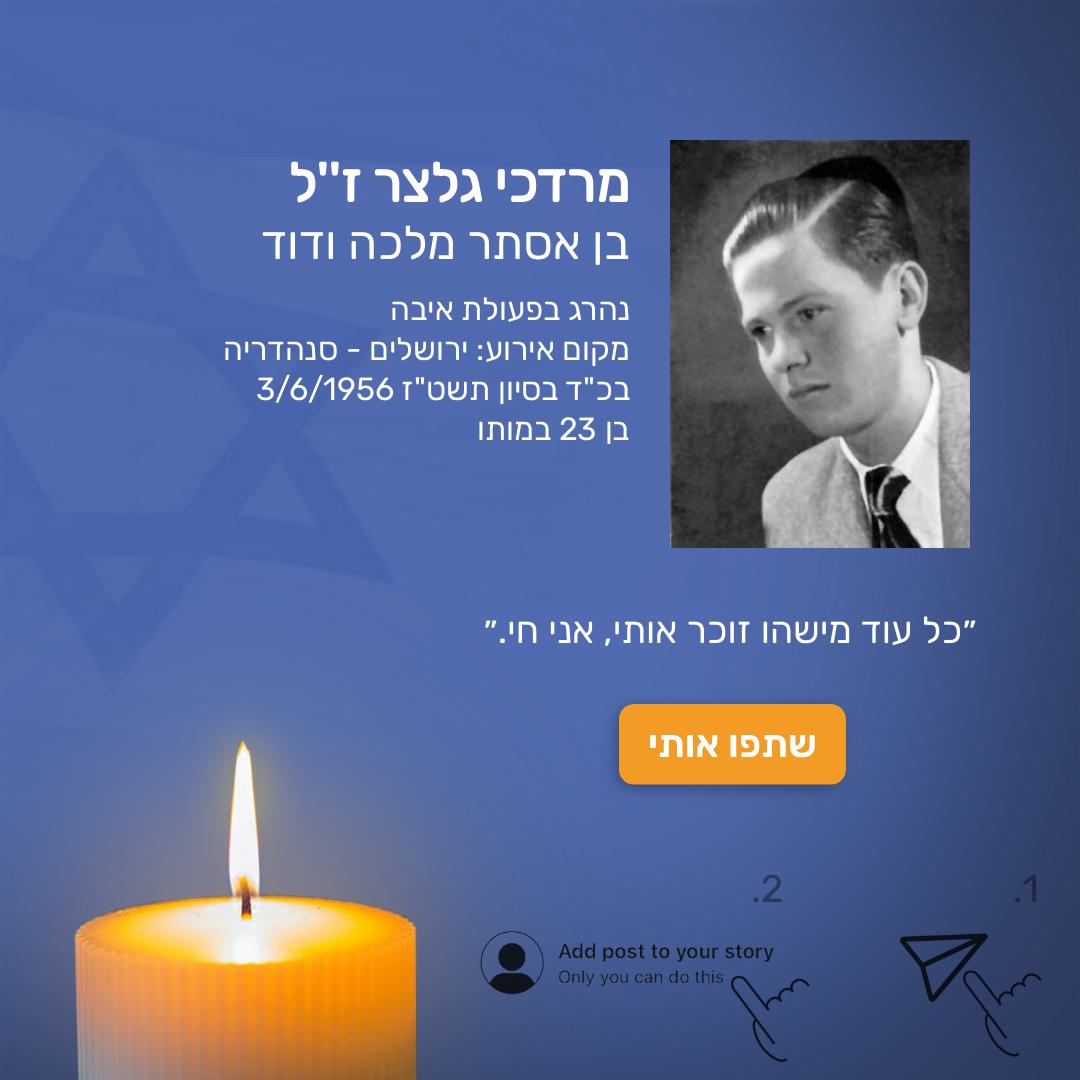 מרדכי גלצר ז"ל
בן אסתר מלכה ודוד
נהרג בפעולת איבה
מקום אירוע: ירושלים - סנהדריה
בכ"ד בסיון תשט"ז 3/6/1956
בן 23 במותו
״כל עוד מישהו זוכר אותי, אני חי.״
שתפו אותי
.1
.2
Add post to your story
Only you can do this